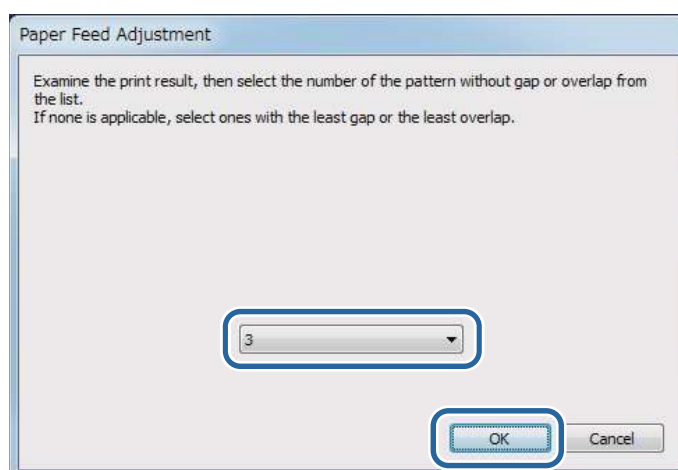 Paper Feed Adjustment
Examine the print result, then select the number of the pattern without gap or overlap from
the list.
If none is applicable, select ones with the least gap or the least overlap.
3
OK
Cancel